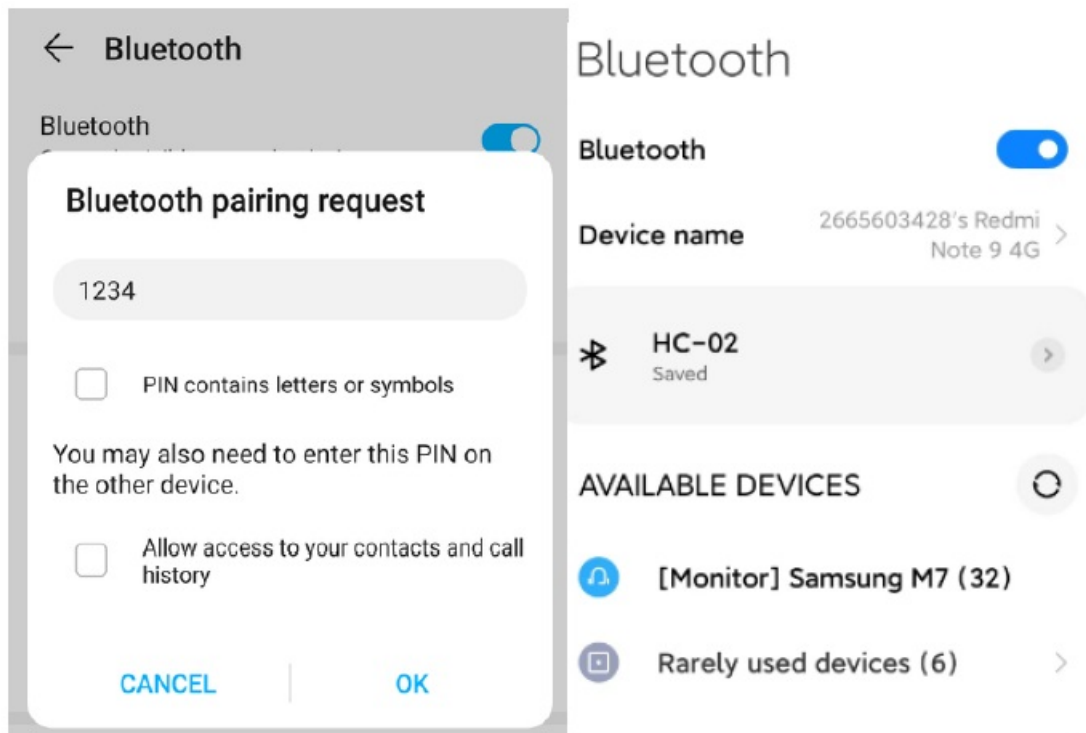 Bluetooth
Bluetooth
Bluetooth pairing request
1234
PIN contains letters or symbols
You may also need to enter this PIN on
the other device.
Allow access to your contacts and call
history
CANCEL
OK
Bluetooth
Bluetooth
Device name
2665603428's Redmi
Note 9 4G
HC-02
Saved
AVAILABLE DEVICES
[Monitor] Samsung M7 (32)
Rarely used devices (6)